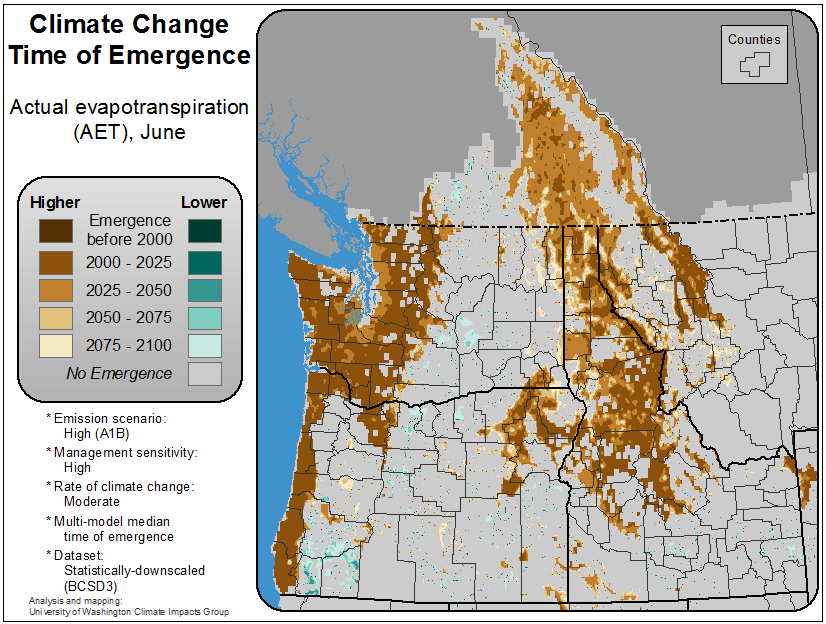 Climate Change
Time of Emergence
Actual evapotranspiration
(AET), June
Higher
Lower
Emergence
before 2000
2000 - 2025
2025 - 2050
2050 - 2075
2075 - 2100
No Emergence
* Emission scenario:
High (A1B)
* Management sensitivity:
High
* Rate of climate change:
Moderate
* Multi-model median
time of emergence
* Dataset:
Statistically-downscaled
(BCSD3)
Analysis and mapping:
University of Washington Climate Impacts Group
Counties